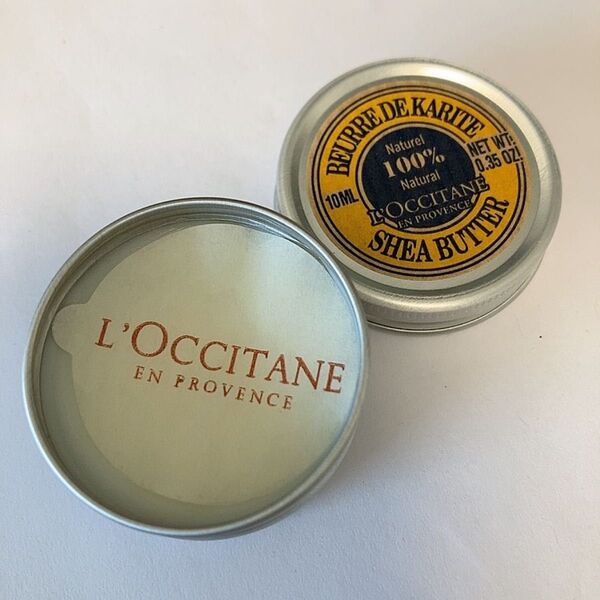 BEURRE DE KARITE
Naturel
100%
Natural
L'OCCITANE
EN PROVENCE
10ML
NET WT:
0.35 OZ.
SHEA BUTTER
L'OCCITANE
EN PROVENCE